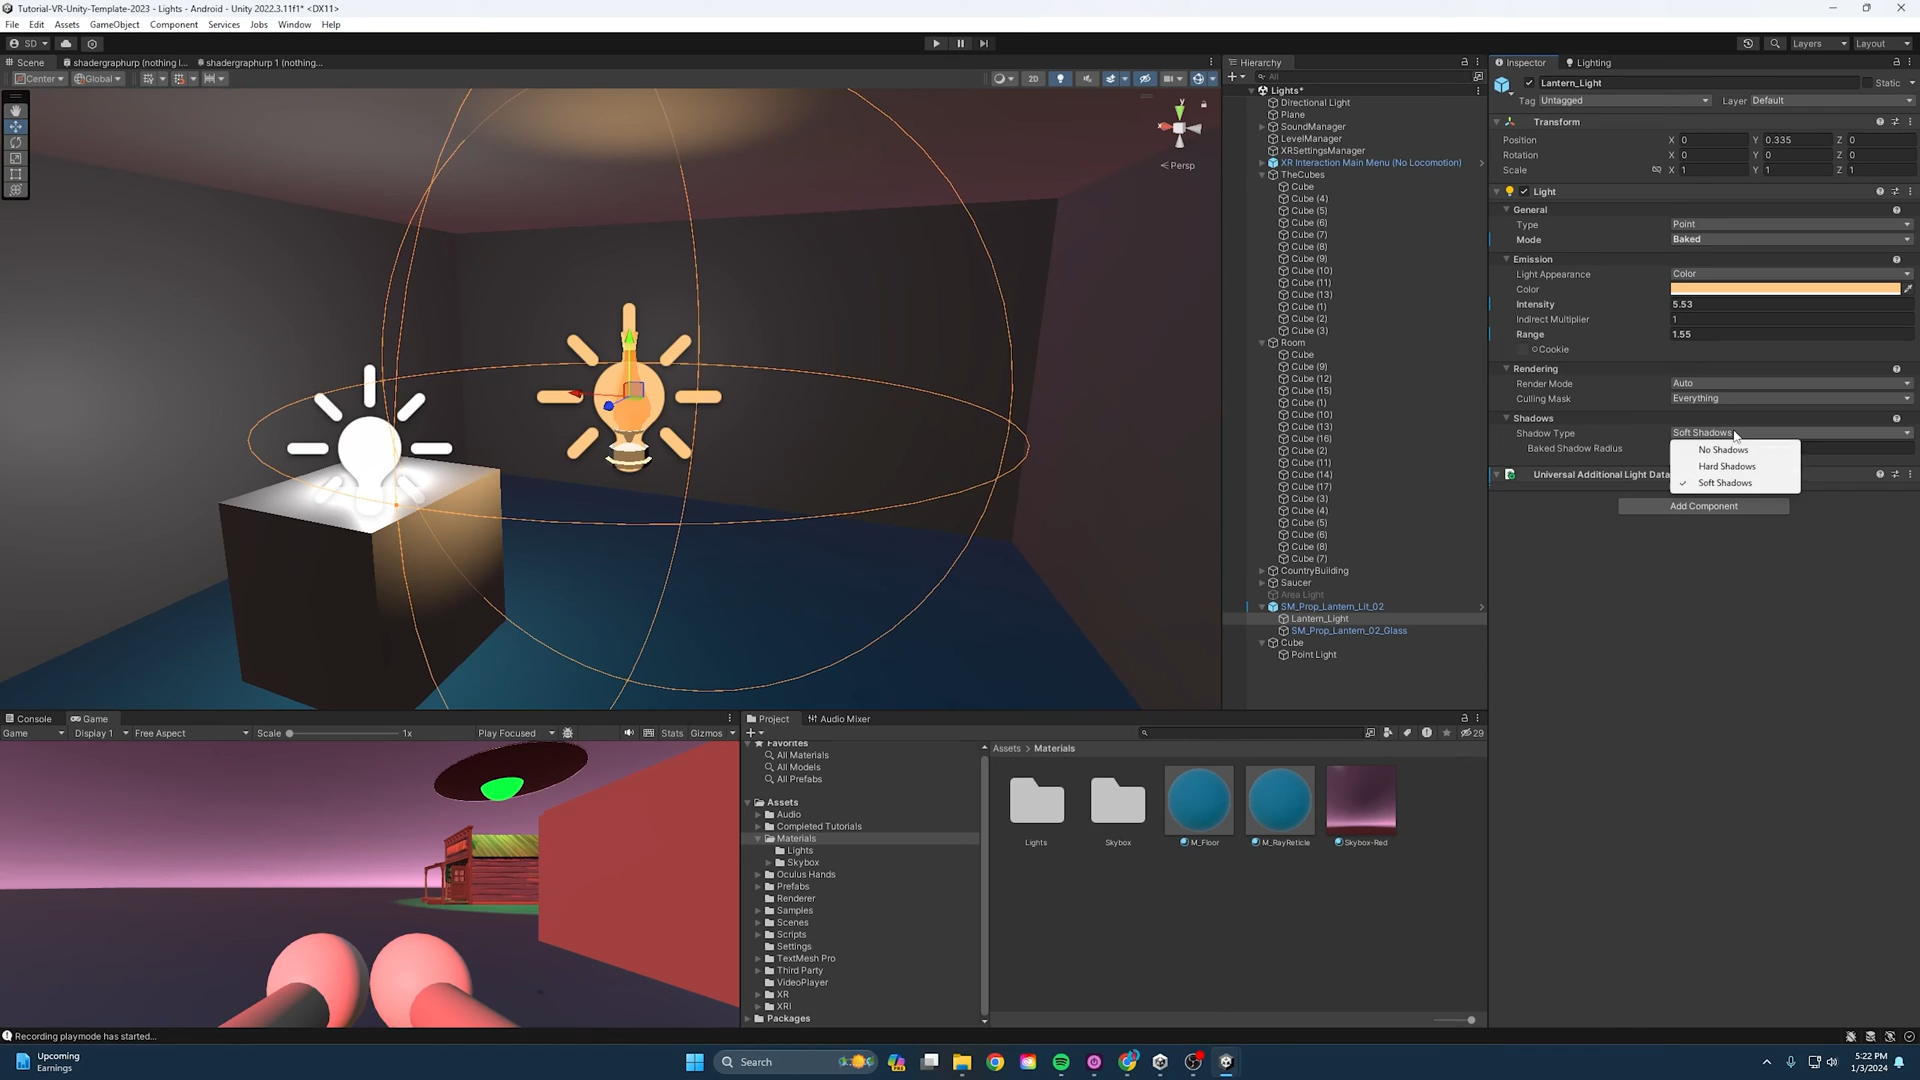 Tutorial-VR-Unity-Template-2023 - Lights - Android - Unity 2022.3.11f1* <DX11>
File Edit Assets GameObject Component Services Jobs Window Help
SD Layers Layout
Scene shadergraphurp (nothing l... shadergraphurp 1 (nothing...
Center Global 2D
Y
X
Persp
Hierarchy
All
Lights*
Directional Light
Plane
SoundManager
LevelManager
XRSettingsManager
XR Interaction Main Menu (No Locomotion)
TheCubes
Cube
Cube (4)
Cube (5)
Cube (6)
Cube (7)
Cube (8)
Cube (9)
Cube (10)
Cube (11)
Cube (13)
Cube (1)
Cube (2)
Cube (3)
Room
Cube
Cube (9)
Cube (12)
Cube (15)
Cube (1)
Cube (10)
Cube (13)
Cube (16)
Cube (2)
Cube (11)
Cube (14)
Cube (17)
Cube (3)
Cube (4)
Cube (5)
Cube (6)
Cube (8)
Cube (7)
CountryBuilding
Saucer
Area Light
SM_Prop_Lantern_Lit_02
Lantern_Light
SM_Prop_Lantern_02_Glass
Cube
Point Light
Inspector Lighting
Lantern_Light Static
Tag Untagged Layer Default
Transform
Position X 0 Y 0.335 Z 0
Rotation X 0 Y 0 Z 0
Scale X 1 Y 1 Z 1
Light
General
Type Point
Mode Baked
Emission
Light Appearance Color
Color
Intensity 5.53
Indirect Multiplier 1
Range 1.55
Cookie
Rendering
Render Mode Auto
Culling Mask Everything
Shadows
Shadow Type Soft Shadows
Baked Shadow Radius
No Shadows
Hard Shadows
Soft Shadows
Universal Additional Light Data
Add Component
Console Game
Game Display 1 Free Aspect Scale 1x Play Focused Stats Gizmos
Project Audio Mixer
29
Favorites
All Materials
All Models
All Prefabs
Assets
Audio
Completed Tutorials
Materials
Lights
Skybox
Oculus Hands
Prefabs
Renderer
Samples
Scenes
Scripts
Settings
TextMesh Pro
Third Party
VideoPlayer
XR
XRI
Packages
Assets > Materials
Lights Skybox M_Floor M_RayReticle Skybox-Red
Recording playmode has started...
Upcoming
Earnings
Search
PRE
5:22 PM
1/3/2024